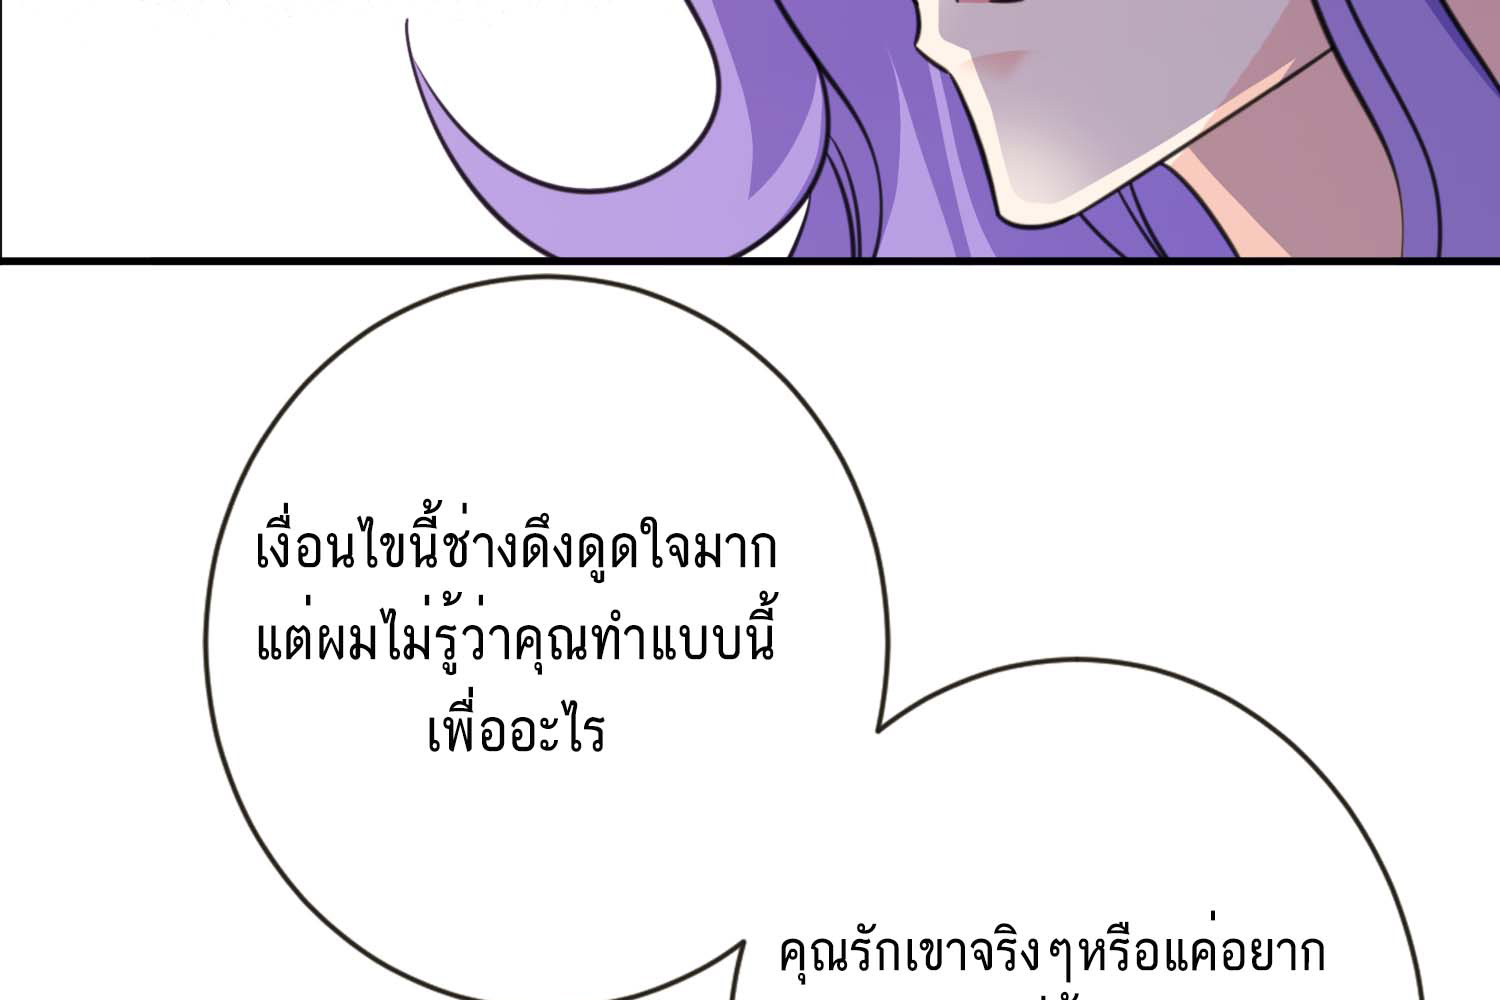 เงื่อนไขนี้ช่างดึงดูดใจมาก
แต่ผมไม่รู้ว่าคุณทำแบบนี้
เพื่ออะไร
คุณรักเขาจริงๆหรือแค่อยาก